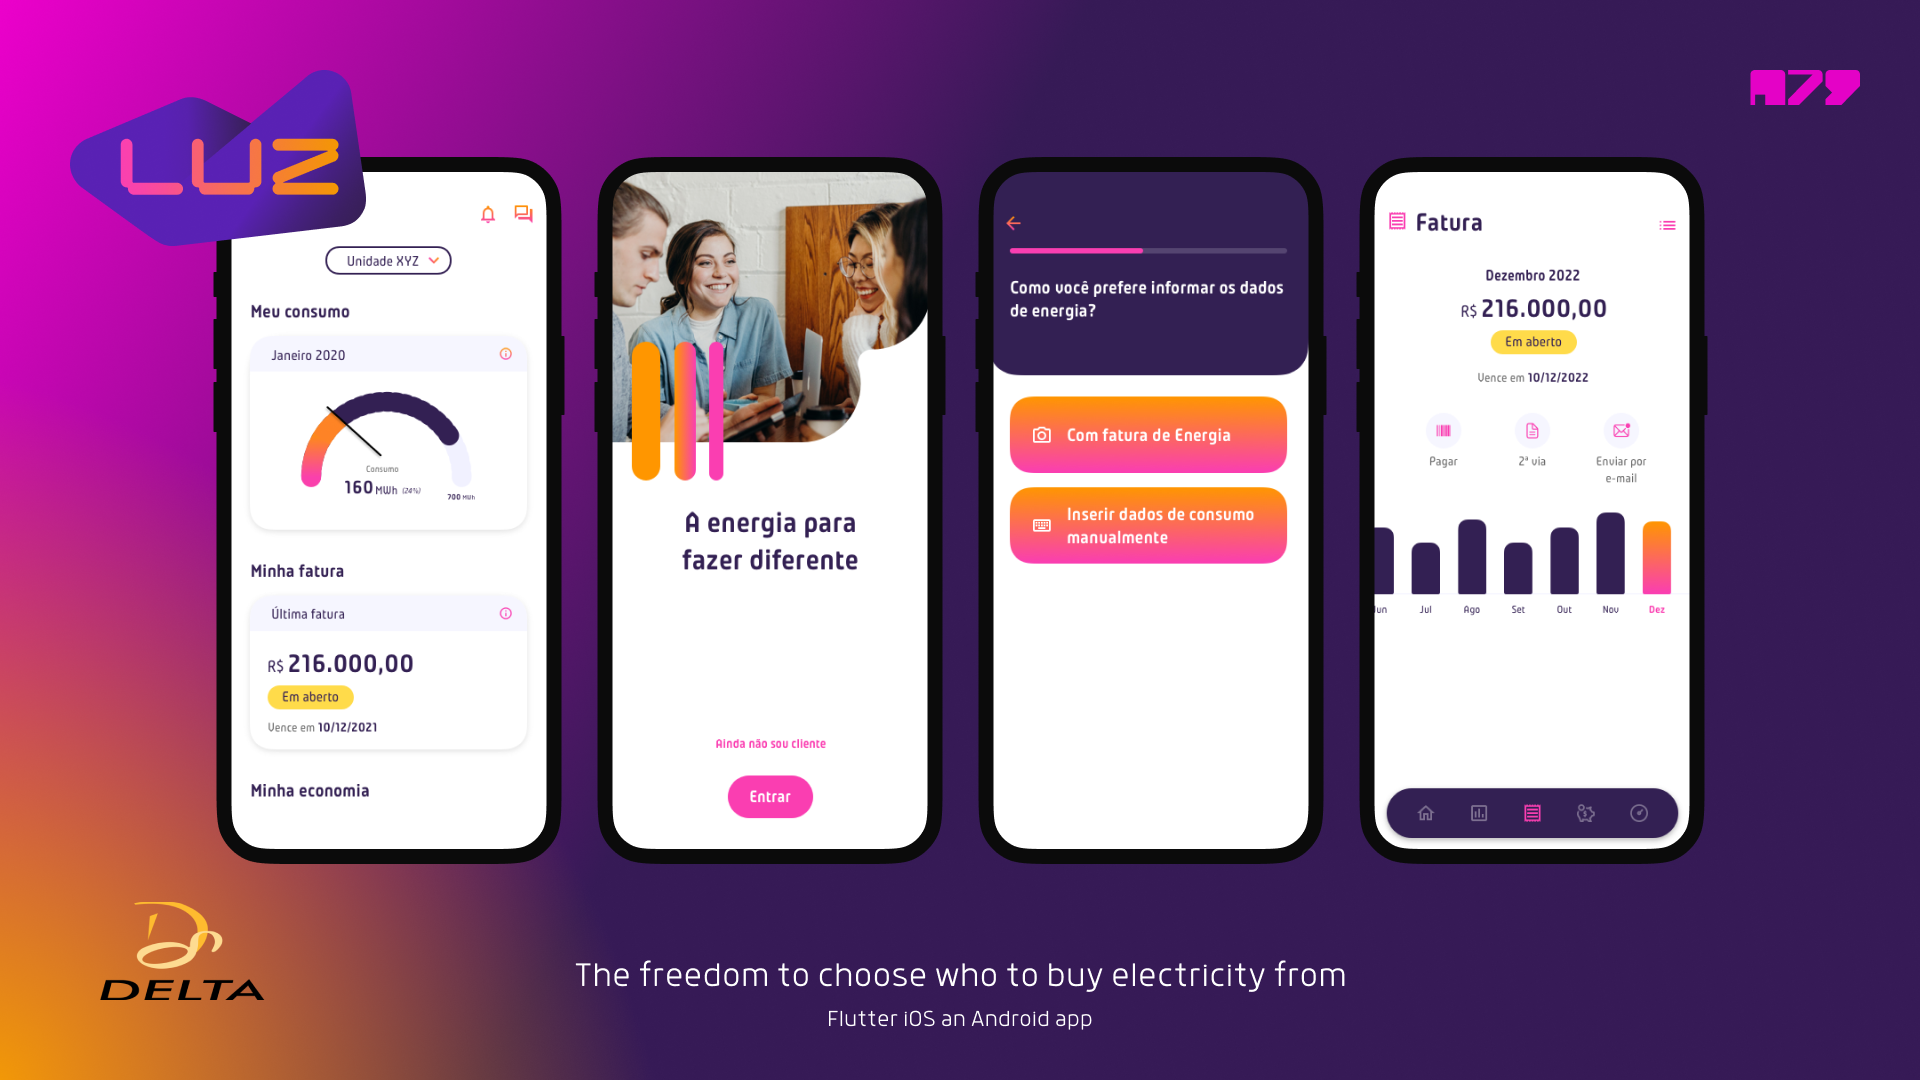 LUZ
A79
Unidade XYZ
Meu consumo
Janeiro 2020
Consumo
160 MWh (24%)
700 MWh
Minha fatura
Última fatura
R$ 216.000,00
Em aberto
Vence em 10/12/2021
Minha economia
A energia para
fazer diferente
Ainda não sou cliente
Entrar
Como você prefere informar os dados
de energia?
Com fatura de Energia
Inserir dados de consumo
manualmente
Fatura
Dezembro 2022
R$ 216.000,00
Em aberto
Vence em 10/12/2022
Pagar
2ª via
Enviar por
e-mail
Jun Jul Ago Set Out Nov Dez
DELTA
The freedom to choose who to buy electricity from
Flutter iOS an Android app